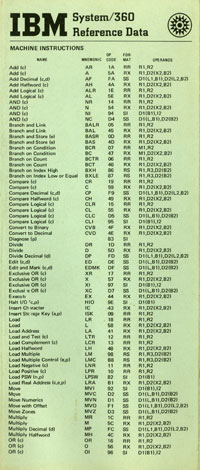 IBM System/360
Reference Data
MACHINE INSTRUCTIONS
NAME MNEMONIC OP CODE FORMAT OPERANDS
Add (c) AR 1A RR R1,R2
Add (c) A 5A RX R1,D2(X2,B2)
Add Decimal (c,d) AP FA SS D1(L1,B1),D2(L2,B2)
Add Halfword (c) AH 4A RX R1,D2(X2,B2)
Add Logical (c) ALR 1E RR R1,R2
Add Logical (c) AL 5E RX R1,D2(X2,B2)
AND (c) NR 14 RR R1,R2
AND (c) N 54 RX R1,D2(X2,B2)
AND (c) NI 94 SI D1(B1),I2
AND (c) NC D4 SS D1(L,B1),D2(B2)
Branch and Link BALR 05 RR R1,R2
Branch and Link BAL 45 RX R1,D2(X2,B2)
Branch and Store (e) BASR 0D RR R1,R2
Branch and Store (e) BAS 4D RX R1,D2(X2,B2)
Branch on Condition BCR 07 RR M1,R2
Branch on Condition BC 47 RX M1,D2(X2,B2)
Branch on Count BCTR 06 RR R1,R2
Branch on Count BCT 46 RX R1,D2(X2,B2)
Branch on Index High BXH 86 RS R1,R3,D2(B2)
Branch on Index Low or Equal BXLE 87 RS R1,R3,D2(B2)
Compare (c) CR 19 RR R1,R2
Compare (c) C 59 RX R1,D2(X2,B2)
Compare Decimal (c,d) CP F9 SS D1(L1,B1),D2(L2,B2)
Compare Halfword (c) CH 49 RX R1,D2(X2,B2)
Compare Logical (c) CLR 15 RR R1,R2
Compare Logical (c) CL 55 RX R1,D2(X2,B2)
Compare Logical (c) CLC D5 SS D1(L,B1),D2(B2)
Compare Logical (c) CLI 95 SI D1(B1),I2
Convert to Binary CVB 4F RX R1,D2(X2,B2)
Convert to Decimal CVD 4E RX R1,D2(X2,B2)
Diagnose (p) 83 SI
Divide DR 1D RR R1,R2
Divide D 5D RX R1,D2(X2,B2)
Divide Decimal (d) DP FD SS D1(L1,B1),D2(L2,B2)
Edit (c,d) DE SS D1(L,B1),D2(B2)
Edit and Mark (c,d) EDMK DF SS D1(L,B1),D2(B2)
Exclusive OR (c) XR 17 RR R1,R2
Exclusive OR (c) X 57 RX R1,D2(X2,B2)
Exclusive OR (c) XI 97 SI D1(B1),I2
Exclusive OR (c) XC D7 SS D1(L,B1),D2(B2)
Execute EX 44 RX R1,D2(X2,B2)
Halt I/O (c,p) HIO 9E SI D1(B1)
Insert Character IC 43 RX R1,D2(X2,B2)
Insert Storage Key (a,p) ISK 09 RR R1,R2
Load LR 18 RR R1,R2
Load L 58 RX R1,D2(X2,B2)
Load Address LA 41 RX R1,D2(X2,B2)
Load and Test (c) LTR 12 RR R1,R2
Load Complement (c) LCR 13 RR R1,R2
Load Halfword LH 48 RX R1,D2(X2,B2)
Load Multiple LM 98 RS R1,R3,D2(B2)
Load Multiple Control (e,p) LMC B8 RS R1,R3,D2(B2)
Load Negative (c) LNR 11 RR R1,R2
Load Positive (c) LPR 10 RR R1,R2
Load PSW (n,p) LPSW 82 SI D1(B1)
Load Real Address (c,e,p) LRA B1 RX R1,D2(X2,B2)
Move MVI 92 SI D1(B1),I2
Move MVC D2 SS D1(L,B1),D2(B2)
Move Numerics MVN D1 SS D1(L,B1),D2(B2)
Move with Offset MVO F1 SS D1(L1,B1),D2(L2,B2)
Move Zones MVZ D3 SS D1(L,B1),D2(B2)
Multiply MR 1C RR R1,R2
Multiply M 5C RX R1,D2(X2,B2)
Multiply Decimal (d) MP FC SS D1(L1,B1),D2(L2,B2)
Multiply Halfword MH 4C RX R1,D2(X2,B2)
OR (c) OR 16 RR R1,R2
OR (c) O 56 RX R1,D2(X2,B2)
OR (c) OI 96 SI D1(B1),I2